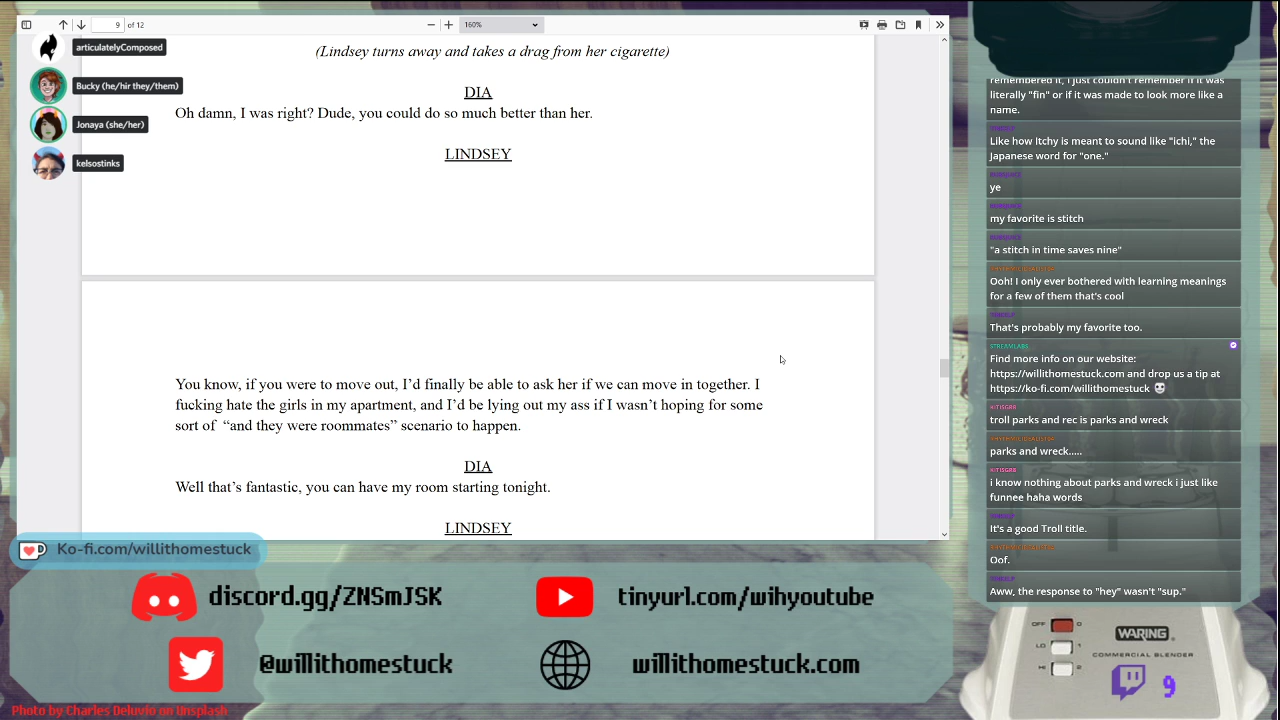 9 of 12
160%
articulatelyComposed
Bucky (he/hir they/them)
Jonaya (she/her)
kelsostinks
(Lindsey turns away and takes a drag from her cigarette)
DIA
Oh damn, I was right? Dude, you could do so much better than her.
LINDSEY
You know, if you were to move out, I’d finally be able to ask her if we can move in together. I
fucking hate the girls in my apartment, and I’d be lying out my ass if I wasn’t hoping for some
sort of “and they were roommates” scenario to happen.
DIA
Well that’s fantastic, you can have my room starting tonight.
LINDSEY
remembered it, I just couldn't remember if it was
literally "fin" or if it was made to look more like a
name.
Like how Itchy is meant to sound like "Ichi," the
Japanese word for "one."
ye
my favorite is stitch
"a stitch in time saves nine"
Ooh! I only ever bothered with learning meanings
for a few of them that's cool
That's probably my favorite too.
STREAMLABS
Find more info on our website:
https://willithomestuck.com and drop us a tip at
https://ko-fi.com/willithomestuck
troll parks and rec is parks and wreck
parks and wreck.....
i know nothing about parks and wreck i just like
funnee haha words
It's a good Troll title.
Oof.
Aww, the response to "hey" wasn't "sup."
Ko-fi.com/willithomestuck
discord.gg/ZNSmJSK
tinyurl.com/wihyoutube
@willithomestuck
willithomestuck.com
Photo by Charles Deluvio on Unsplash
OFF 0
LO 1
HI 2
WARING
COMMERCIAL BLENDER
9